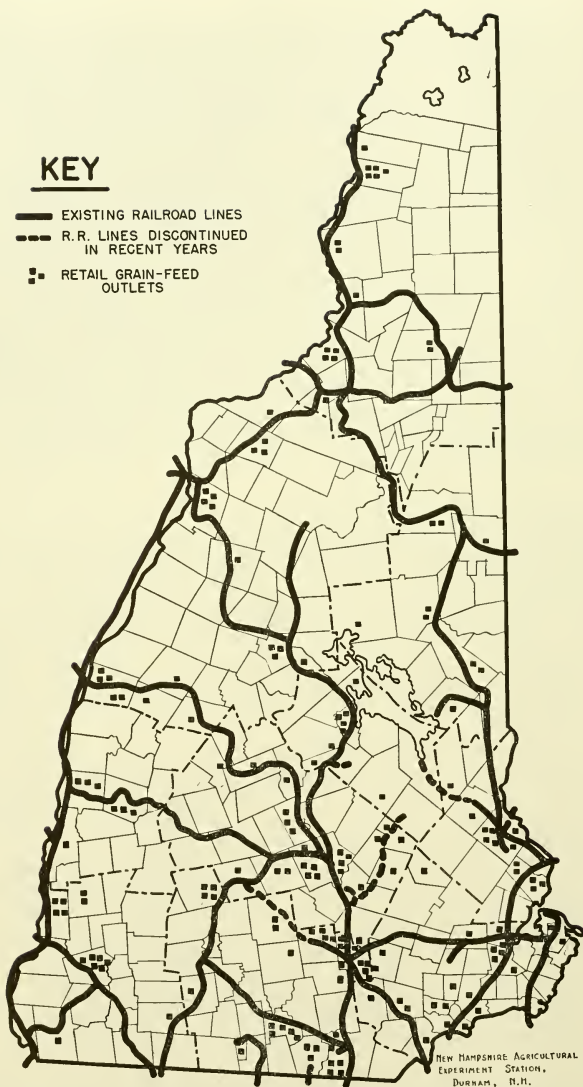 KEY
EXISTING RAILROAD LINES
R.R. LINES DISCONTINUED
IN RECENT YEARS
RETAIL GRAIN-FEED
OUTLETS
NEW HAMPSHIRE AGRICULTURAL
EXPERIMENT STATION,
DURHAM, N.H.